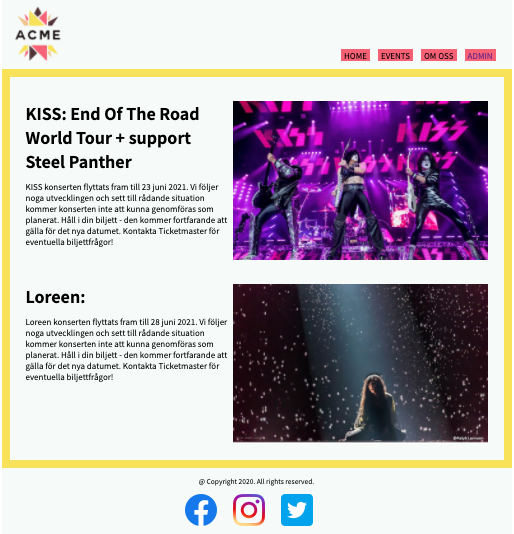 ACME
HOME EVENTS OM OSS ADMIN
KISS: End Of The Road
World Tour + support
Steel Panther
KISS konserten flyttats fram till 23 juni 2021. Vi följer
noga utvecklingen och sett till rådande situation
kommer konserten inte att kunna genomföras som
planerat. Håll i din biljett - den kommer fortfarande att
gälla för det nya datumet. Kontakta Ticketmaster för
eventuella biljettfrågor!
KISS
KISS
Loreen:
Loreen konserten flyttats fram till 28 juni 2021. Vi följer
noga utvecklingen och sett till rådande situation
kommer konserten inte att kunna genomföras som
planerat. Håll i din biljett - den kommer fortfarande att
gälla för det nya datumet. Kontakta Ticketmaster för
eventuella biljettfrågor!
@ Copyright 2020. All rights reserved.